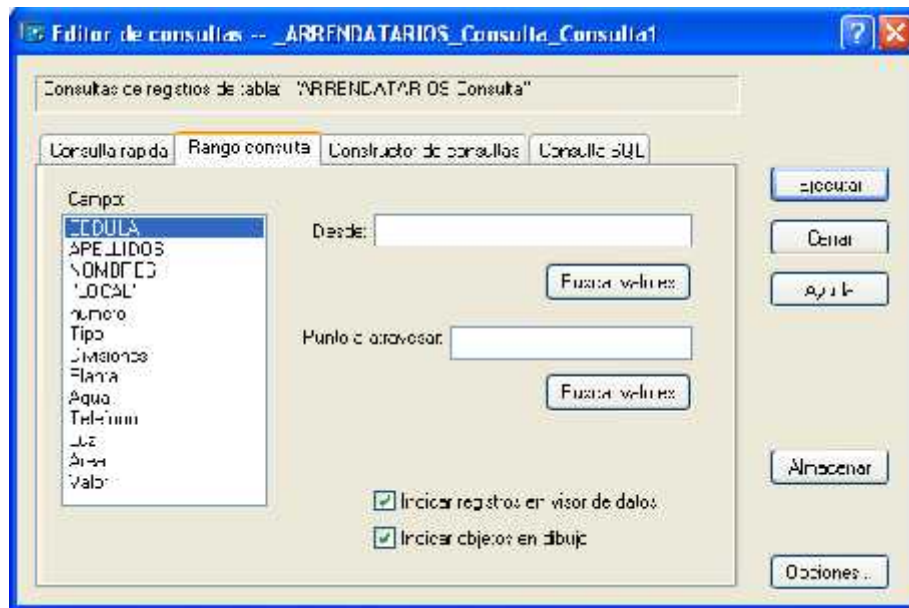 Editor de consultas -- _ARRENDATARIOS_Consulta_Consulta1
Consultas de registros de tabla: "ARRENDATARIOS Consulta"
Consulta rapida
Rango consulta
Constructor de consultas
Consulta SQL
Campo:
CEDULA
APELLIDOS
NOMBRES
"LOCAL"
numero
Tipo
Divisiones
Planta
Agua
Telefono
Luz
Area
Valor
Desde:
Buscar valores
Punto a atravesar:
Buscar valores
Indicar registros en visor de datos
Indicar objetos en dibujo
Ejecutar
Cerrar
Ayuda
Almacenar
Opciones...